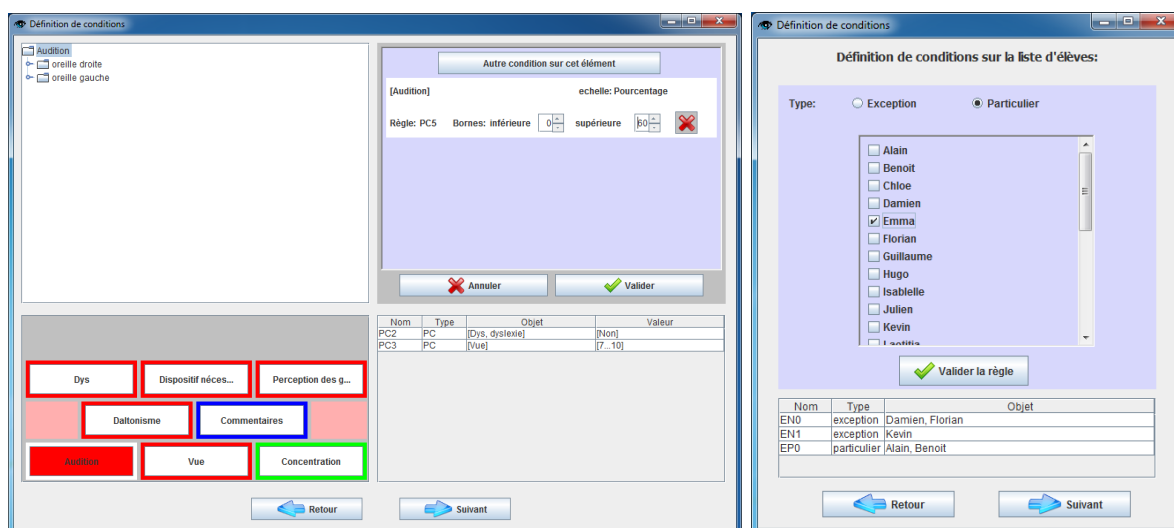 Définition de conditions
Audition
oreille droite
oreille gauche
Autre condition sur cet élément
[Audition] echelle: Pourcentage
Règle: PC5 Bornes: inférieure 0 supérieure 60
Annuler Valider
Dys Dispositif néces... Perception des g...
Daltonisme Commentaires
Audition Vue Concentration
Nom Type Objet Valeur
PC2 PC [Dys, dyslexie] [Non]
PC3 PC [Vue] [7...10]
Retour Suivant
Définition de conditions
Définition de conditions sur la liste d'élèves:
Type: Exception Particulier
Alain
Benoit
Chloe
Damien
Emma
Florian
Guillaume
Hugo
Isablelle
Julien
Kevin
Laetitia
Valider la règle
Nom Type Objet
EN0 exception Damien, Florian
EN1 exception Kevin
EP0 particulier Alain, Benoit
Retour Suivant